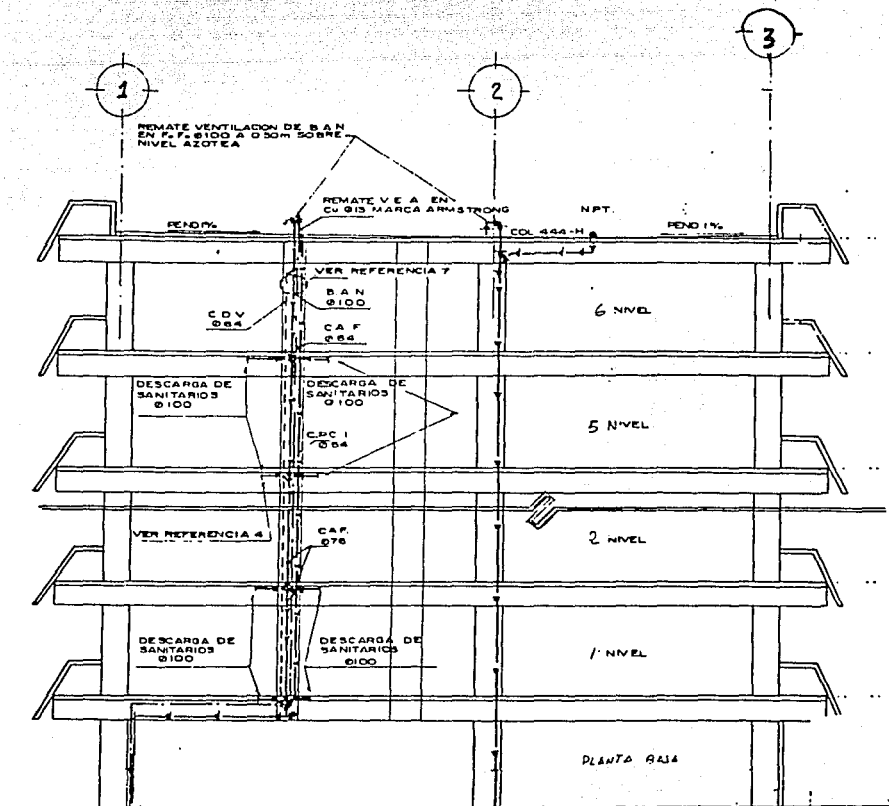 3
1
2
REMATE VENTILACION DE B A N
EN F. F. Ø100 A 0 50m SOBRE
NIVEL AZOTEA
REMATE V E A EN
Cu Ø13 MARCA ARMSTRONG
N.P.T.
PEND 1%
COL 444-H
PEND 1%
VER REFERENCIA 7
B A N
Ø100
C D V
Ø64
C A F
Ø64
6 NIVEL
DESCARGA DE
SANITARIOS
Ø100
DESCARGA DE
SANITARIOS
Ø100
5 NIVEL
C.P.C I
Ø64
VER REFERENCIA 4
C A F.
Ø76
2 NIVEL
DESCARGA DE
SANITARIOS
Ø100
DESCARGA DE
SANITARIOS
Ø100
1 NIVEL
PLANTA BAJA